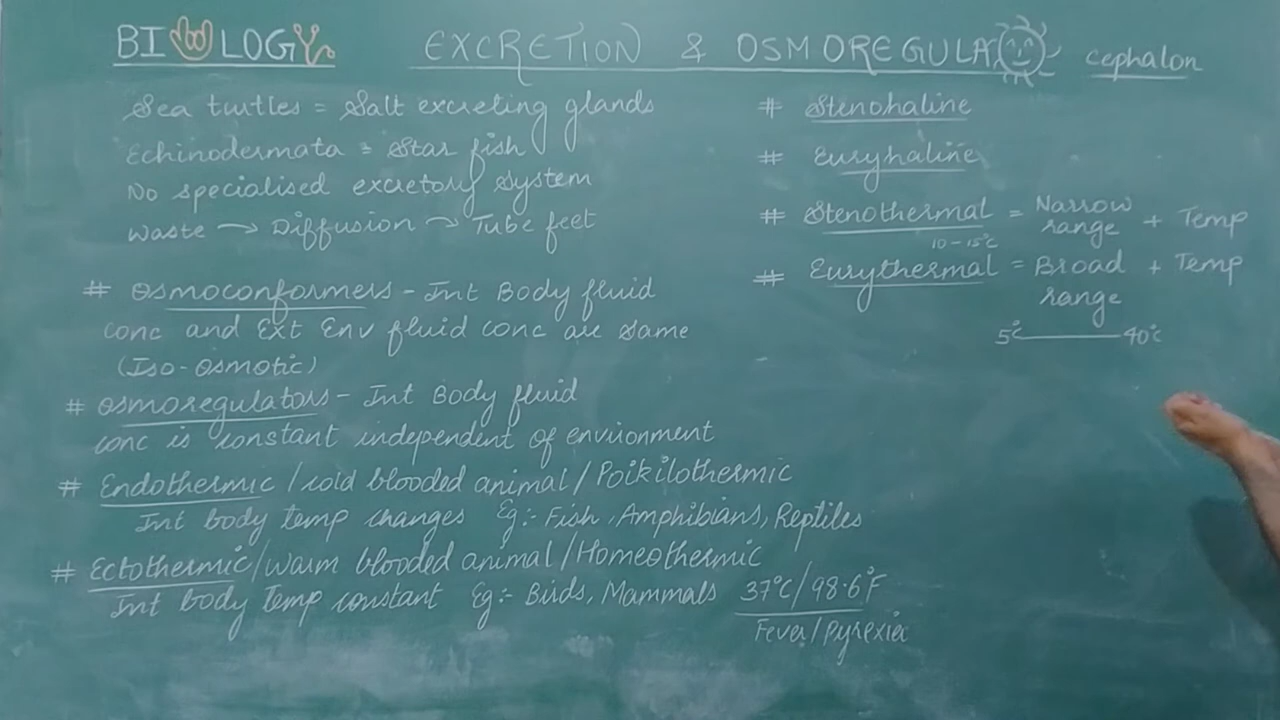 BIOLOGY
EXCRETION & OSMOREGULA
cephalon
Sea turtles = Salt excreting glands
Echinodermata = Star fish
No specialised excretory system
Waste → Diffusion → Tube feet
# Osmoconformers - Int Body fluid
conc and Ext Env fluid conc are same
(Iso-osmotic)
# Osmoregulators - Int Body fluid
conc is constant independent of environment
# Endothermic / cold blooded animal / Poikilothermic
Int body temp changes Eg:- Fish, Amphibians, Reptiles
# Ectothermic / Warm blooded animal / Homeothermic
Int body Temp constant Eg:- Birds, Mammals 37°C / 98.6°F
Fever / Pyrexia
# Stenohaline
# Euryhaline
# Stenothermal = Narrow range + Temp
10-15°C
# Eurythermal = Broad range + Temp
5°C 40°C